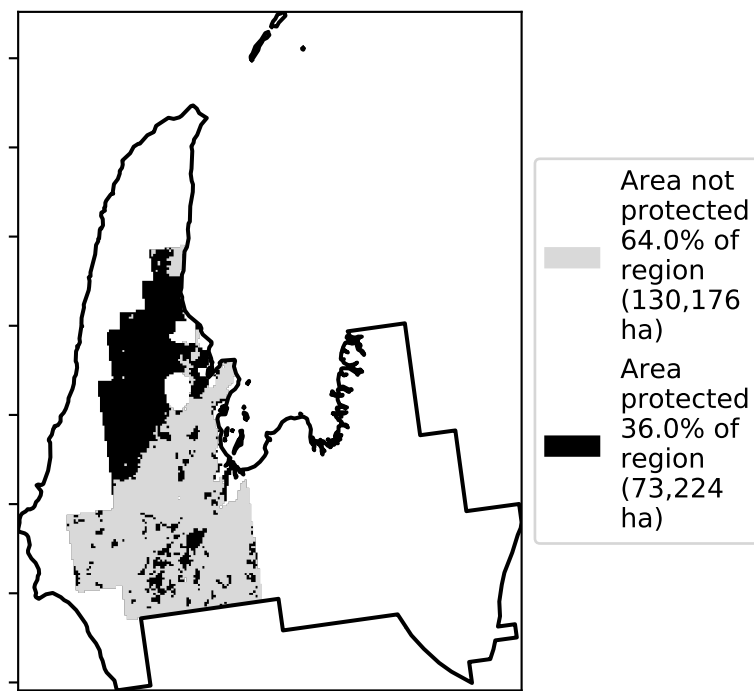 Area not
protected
64.0% of
region
(130,176
ha)
Area
protected
36.0% of
region
(73,224
ha)